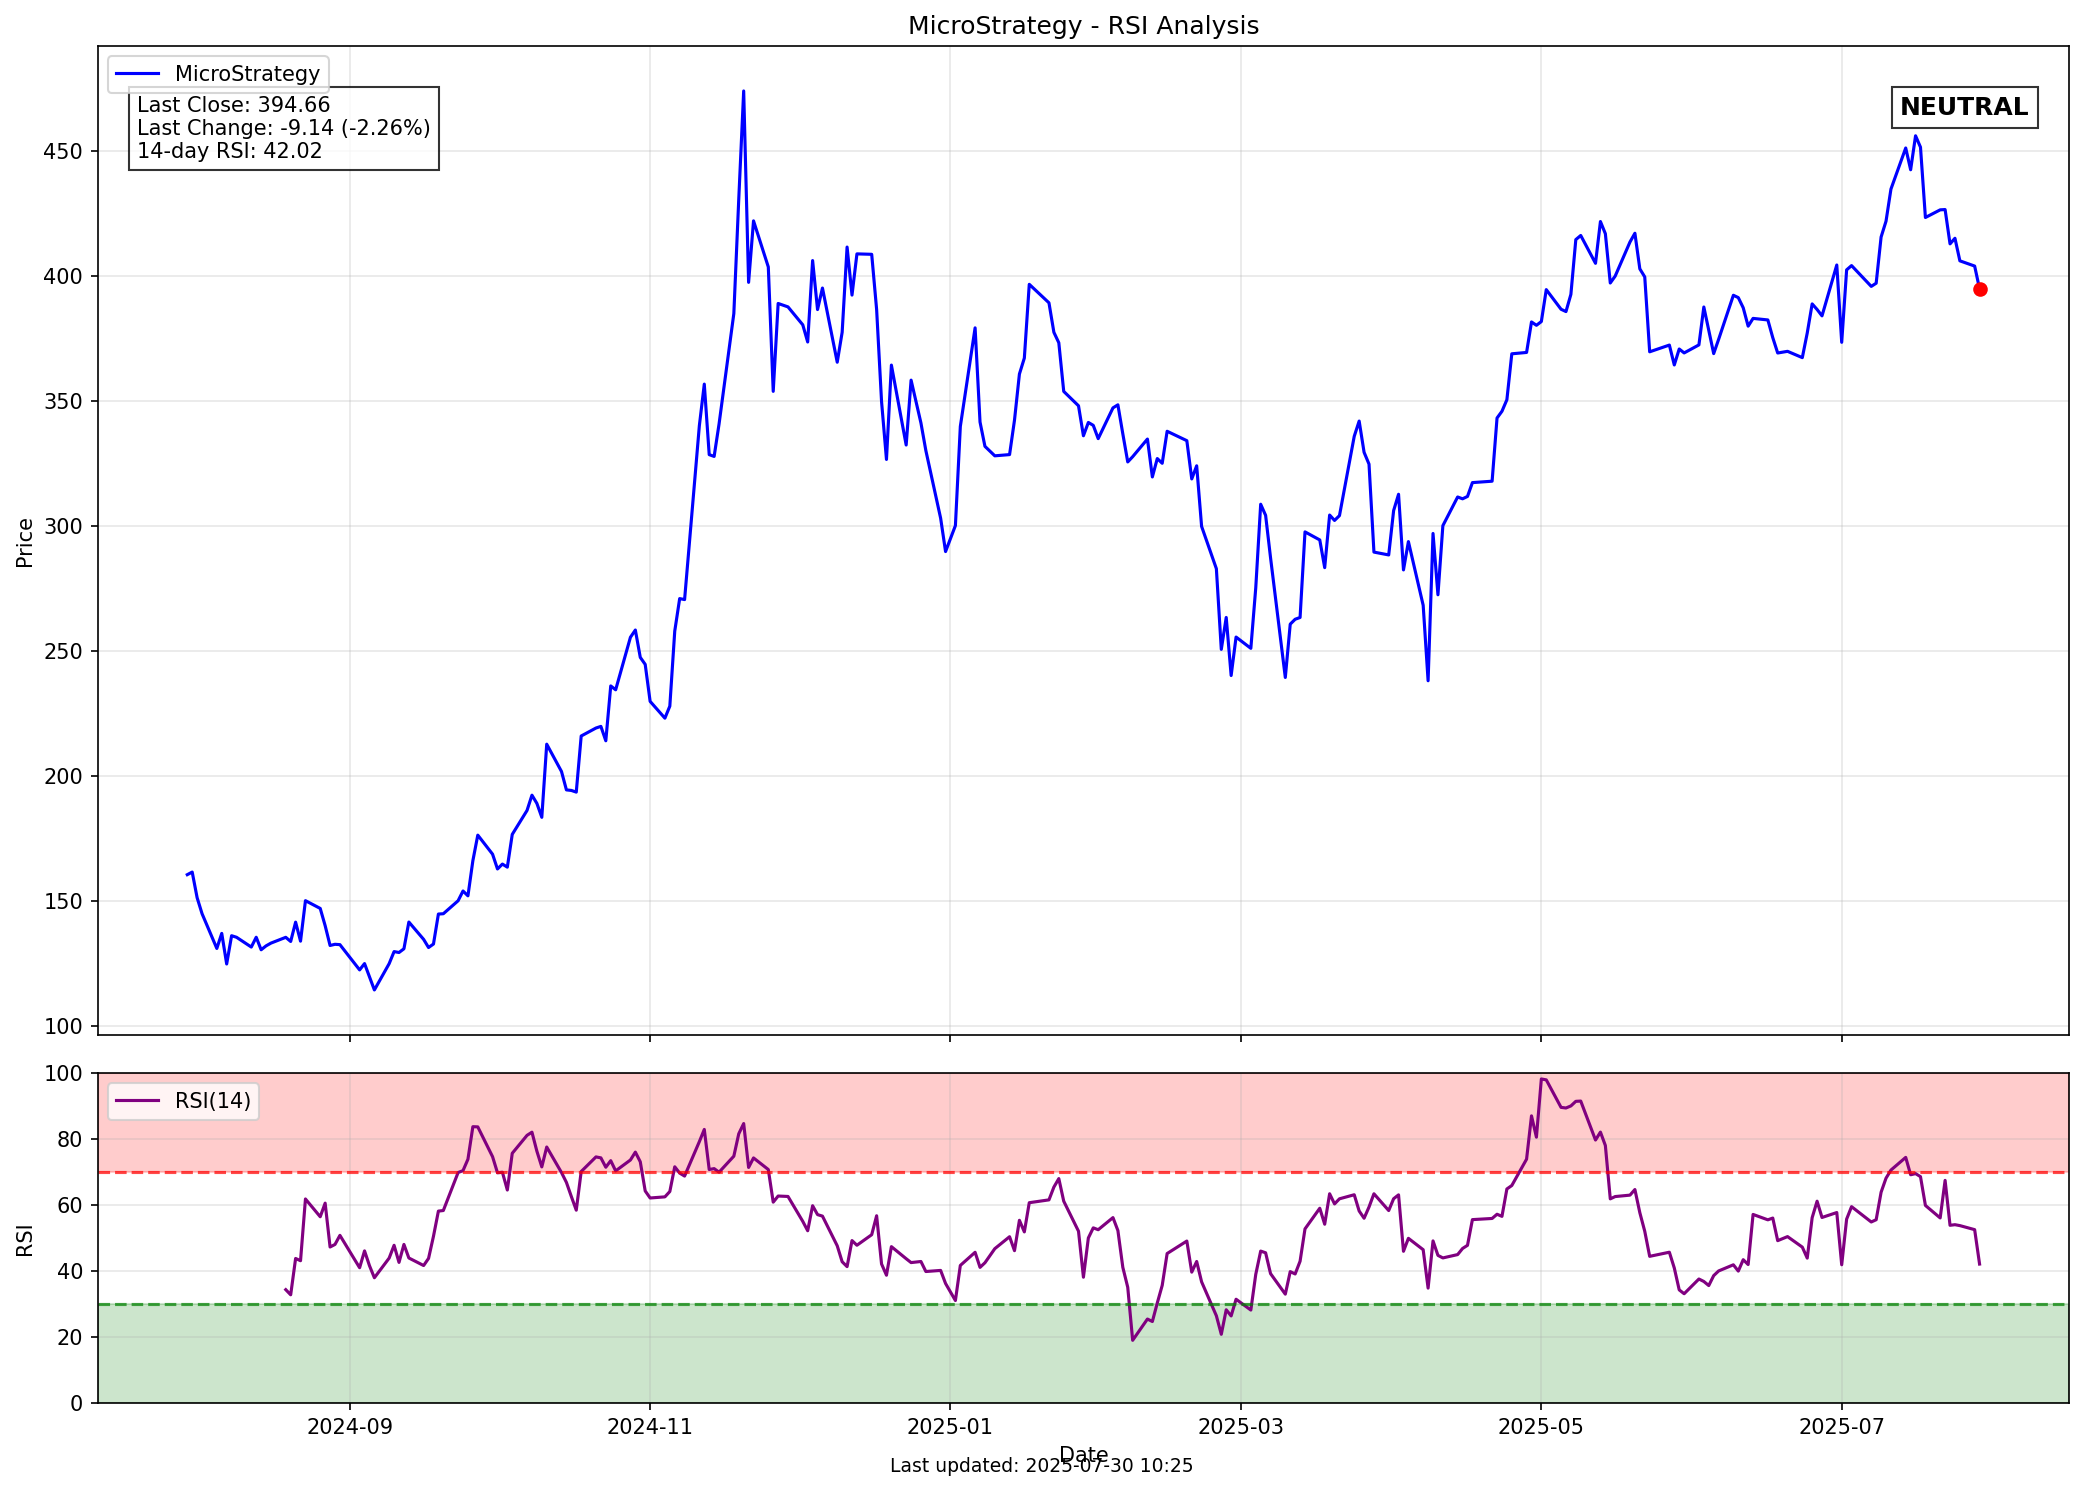 MicroStrategy - RSI Analysis
MicroStrategy
Last Close: 394.66
Last Change: -9.14 (-2.26%)
14-day RSI: 42.02
NEUTRAL
Price
450
400
350
300
250
200
150
100
RSI(14)
RSI
100
80
60
40
20
0
2024-09
2024-11
2025-01
2025-03
2025-05
2025-07
Date
Last updated: 2025-07-30 10:25